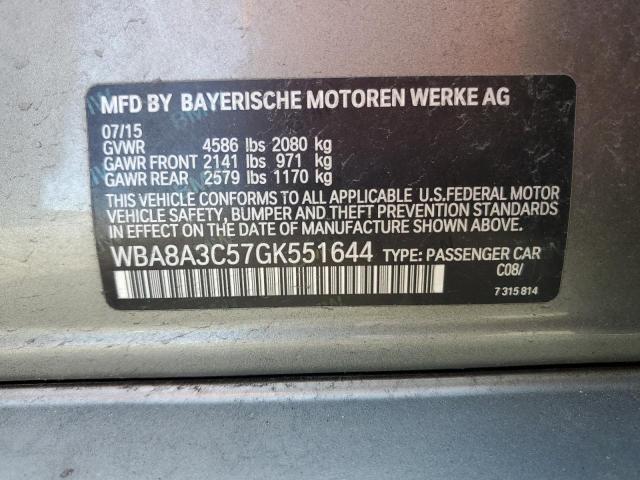 MFD BY BAYERISCHE MOTOREN WERKE AG
07/15
GVWR 4586 lbs 2080 kg
GAWR FRONT 2141 lbs 971 kg
GAWR REAR 2579 lbs 1170 kg
THIS VEHICLE CONFORMS TO ALL APPLICABLE U.S.FEDERAL MOTOR
VEHICLE SAFETY, BUMPER AND THEFT PREVENTION STANDARDS
IN EFFECT ON THE DATE OF MANUFACTURE SHOWN ABOVE.
WBA8A3C57GK551644 TYPE: PASSENGER CAR
C08/
7 315 814